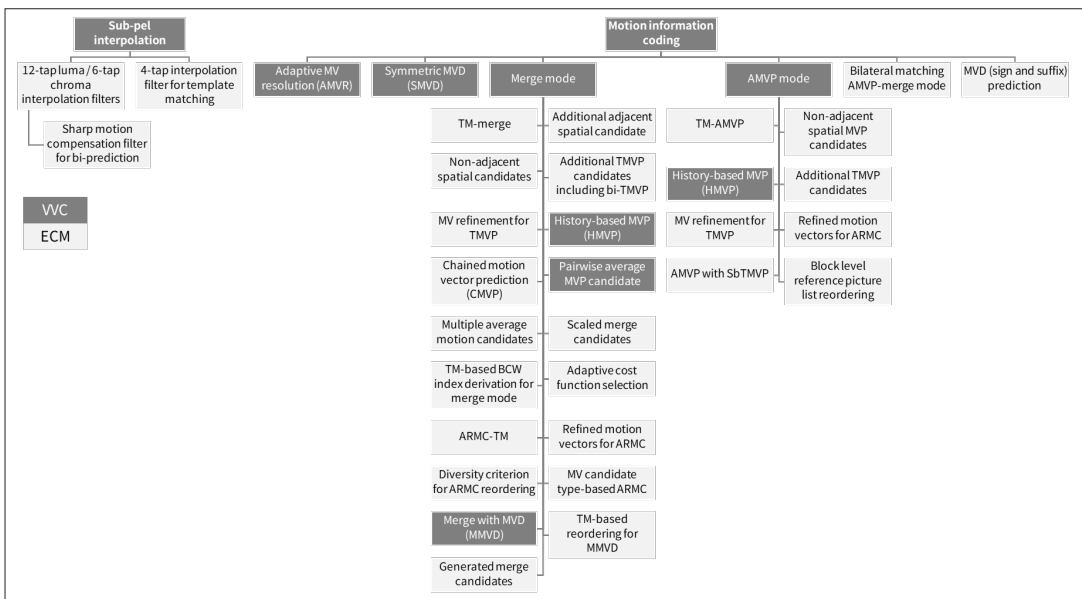 Sub-pel
interpolation
Motion information
coding
12-tap luma / 6-tap
chroma
interpolation filters
4-tap interpolation
filter for template
matching
Adaptive MV
resolution (AMVR)
Symmetric MVD
(SMVD)
Merge mode
AMVP mode
Bilateral matching
AMVP-merge mode
MVD (sign and suffix)
prediction
Sharp motion
compensation filter
for bi-prediction
TM-merge
Additional adjacent
spatial candidate
TM-AMVP
Non-adjacent
spatial MVP
candidates
Non-adjacent
spatial candidates
Additional TMVP
candidates
including bi-TMVP
History-based MVP
(HMVP)
Additional TMVP
candidates
VVC
ECM
MV refinement for
TMVP
History-based MVP
(HMVP)
MV refinement for
TMVP
Refined motion
vectors for ARMC
Chained motion
vector prediction
(CMVP)
Pairwise average
MVP candidate
AMVP with SbTMVP
Block level
reference picture
list reordering
Multiple average
motion candidates
Scaled merge
candidates
TM-based BCW
index derivation for
merge mode
Adaptive cost
function selection
ARMC-TM
Refined motion
vectors for ARMC
Diversity criterion
for ARMC reordering
MV candidate
type-based ARMC
Merge with MVD
(MMVD)
TM-based
reordering for
MMVD
Generated merge
candidates